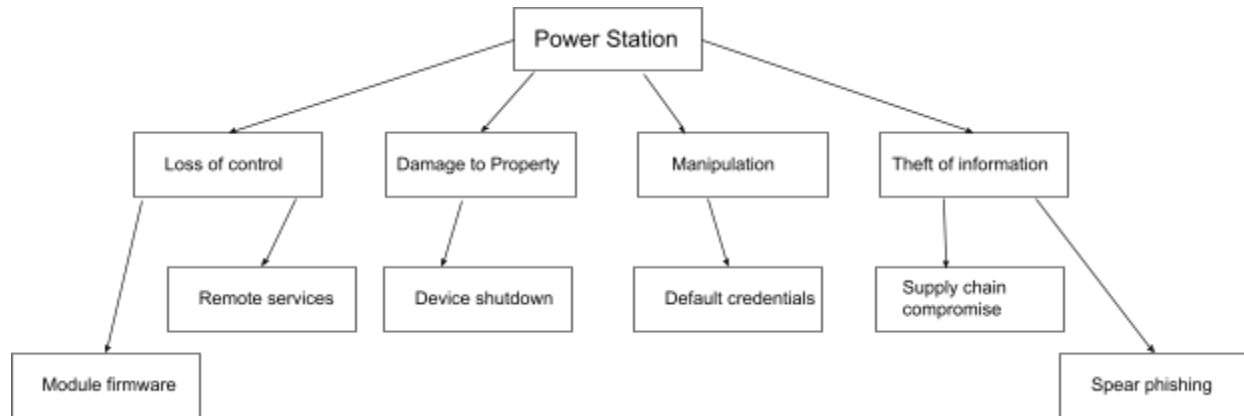 Power Station
Loss of control
Damage to Property
Manipulation
Theft of information
Remote services
Device shutdown
Default credentials
Supply chain
compromise
Module firmware
Spear phishing